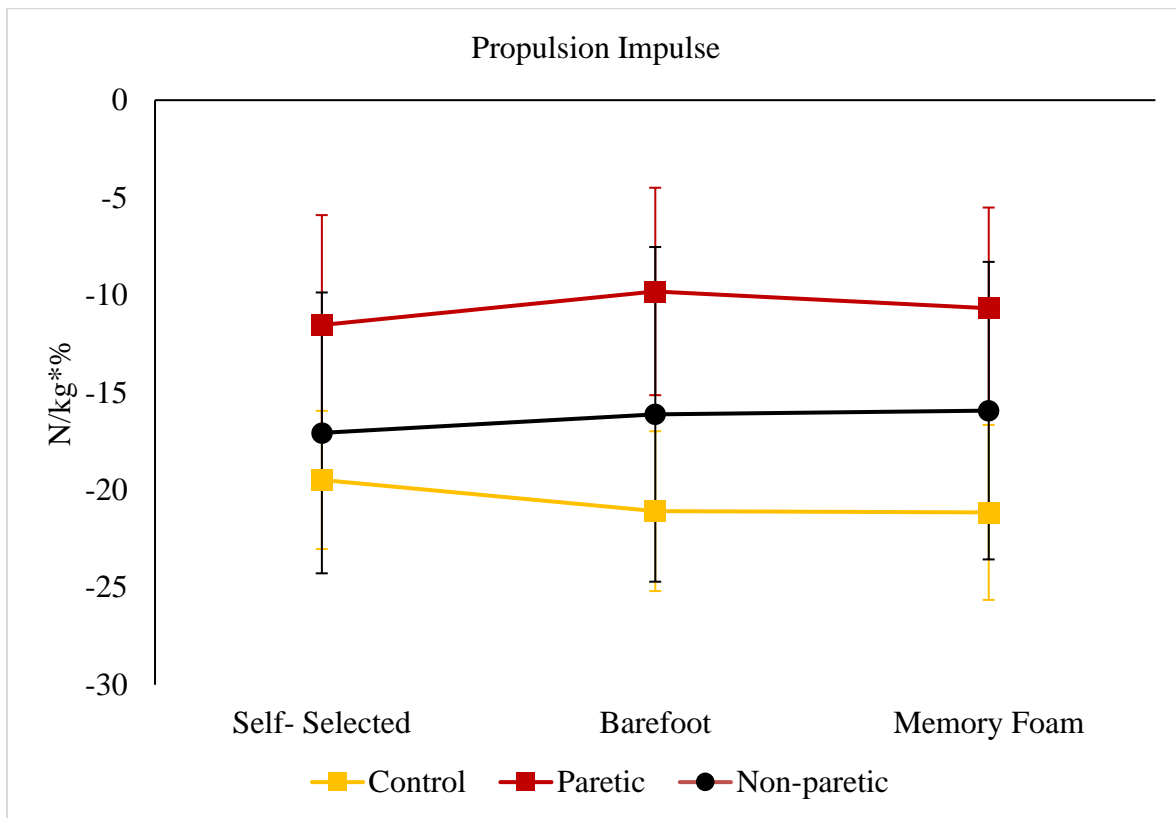 Propulsion Impulse
0
-5
-10
-15
-20
-25
-30
N/kg*%
Self- Selected
Barefoot
Memory Foam
Control
Paretic
Non-paretic